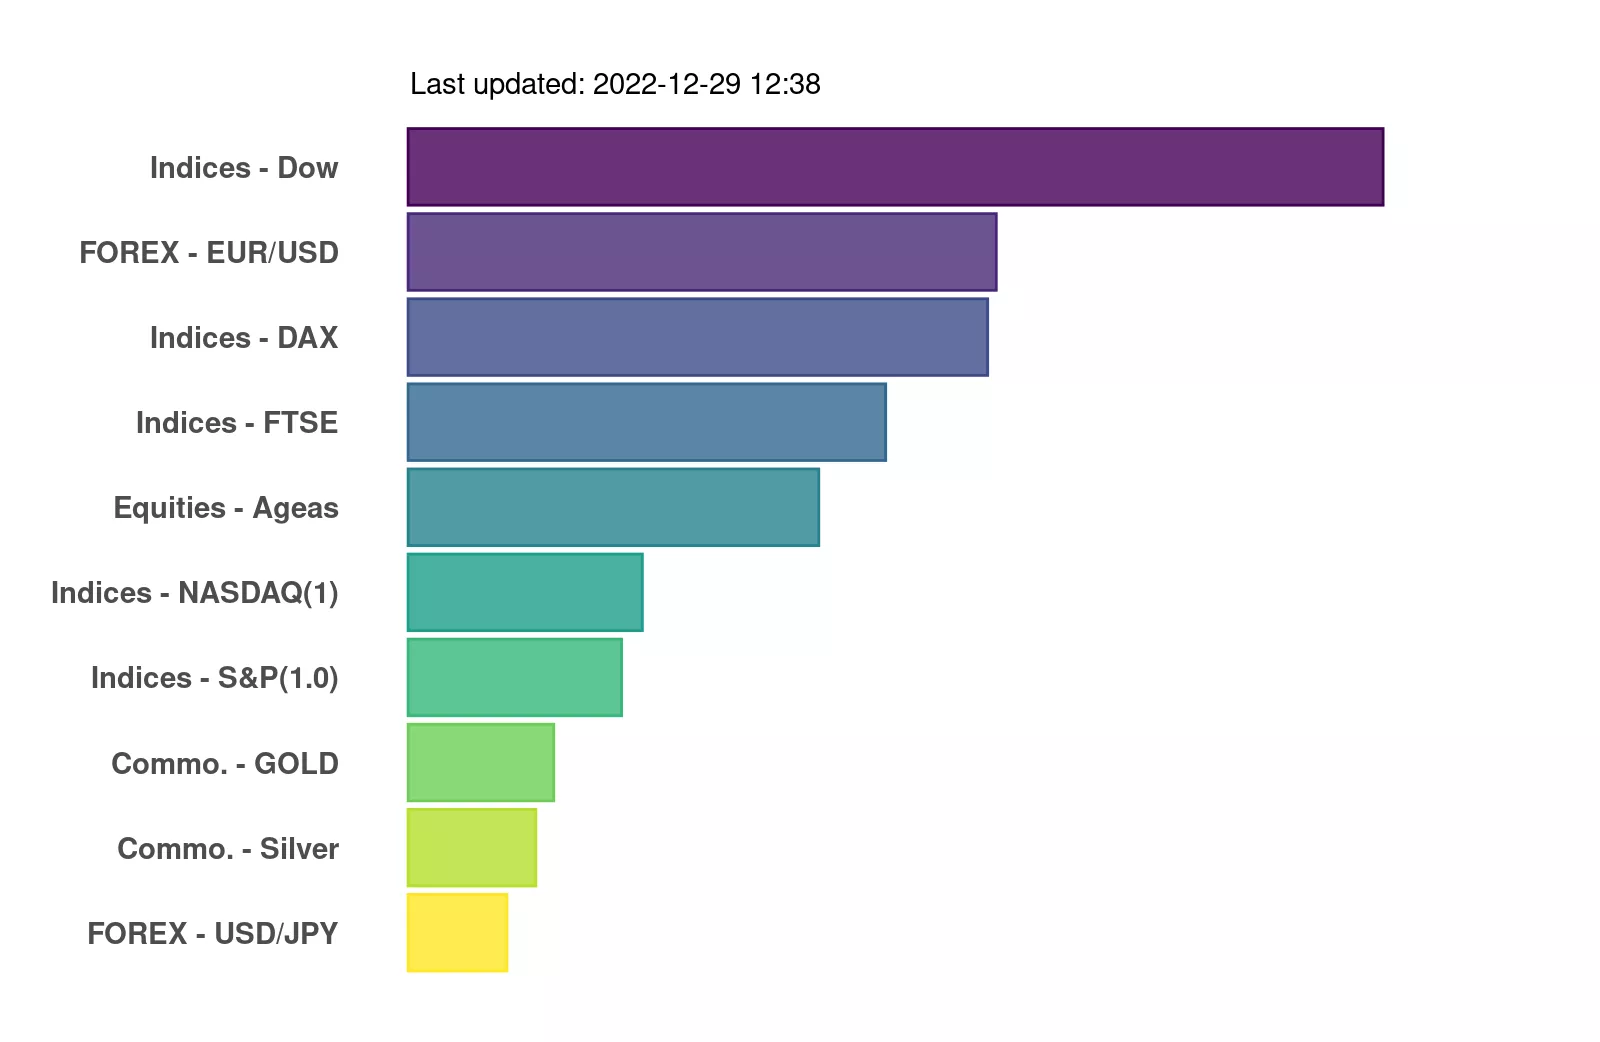 Last updated: 2022-12-29 12:38
Indices - Dow
FOREX - EUR/USD
Indices - DAX
Indices - FTSE
Equities - Ageas
Indices - NASDAQ(1)
Indices - S&P(1.0)
Commo. - GOLD
Commo. - Silver
FOREX - USD/JPY